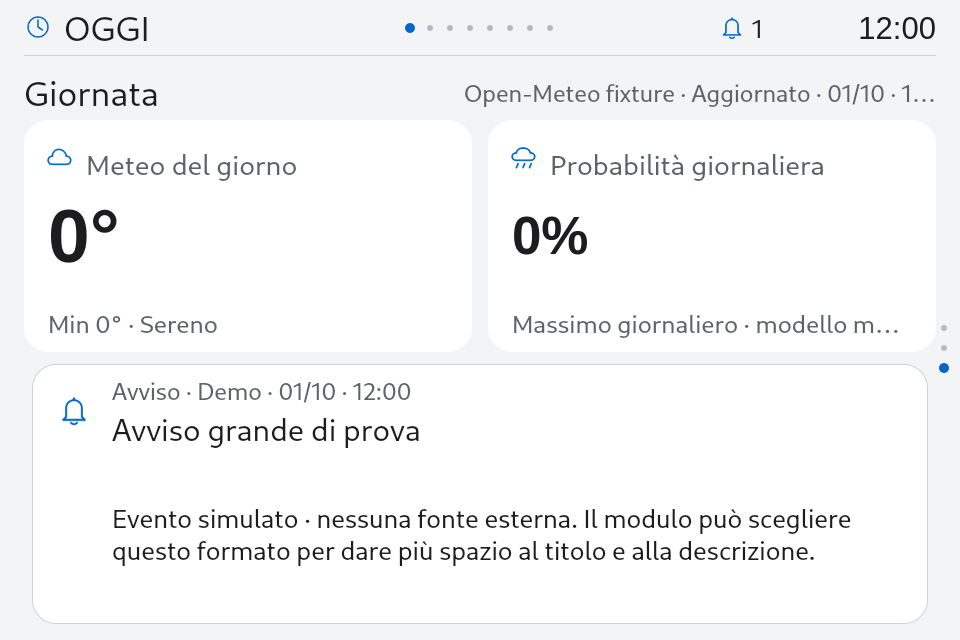 OGGI
1
12:00
Giornata
Open-Meteo fixture · Aggiornato · 01/10 · 1…
Meteo del giorno
0°
Min 0° · Sereno
Probabilità giornaliera
0%
Massimo giornaliero · modello m…
Avviso · Demo · 01/10 · 12:00
Avviso grande di prova
Evento simulato · nessuna fonte esterna. Il modulo può scegliere
questo formato per dare più spazio al titolo e alla descrizione.